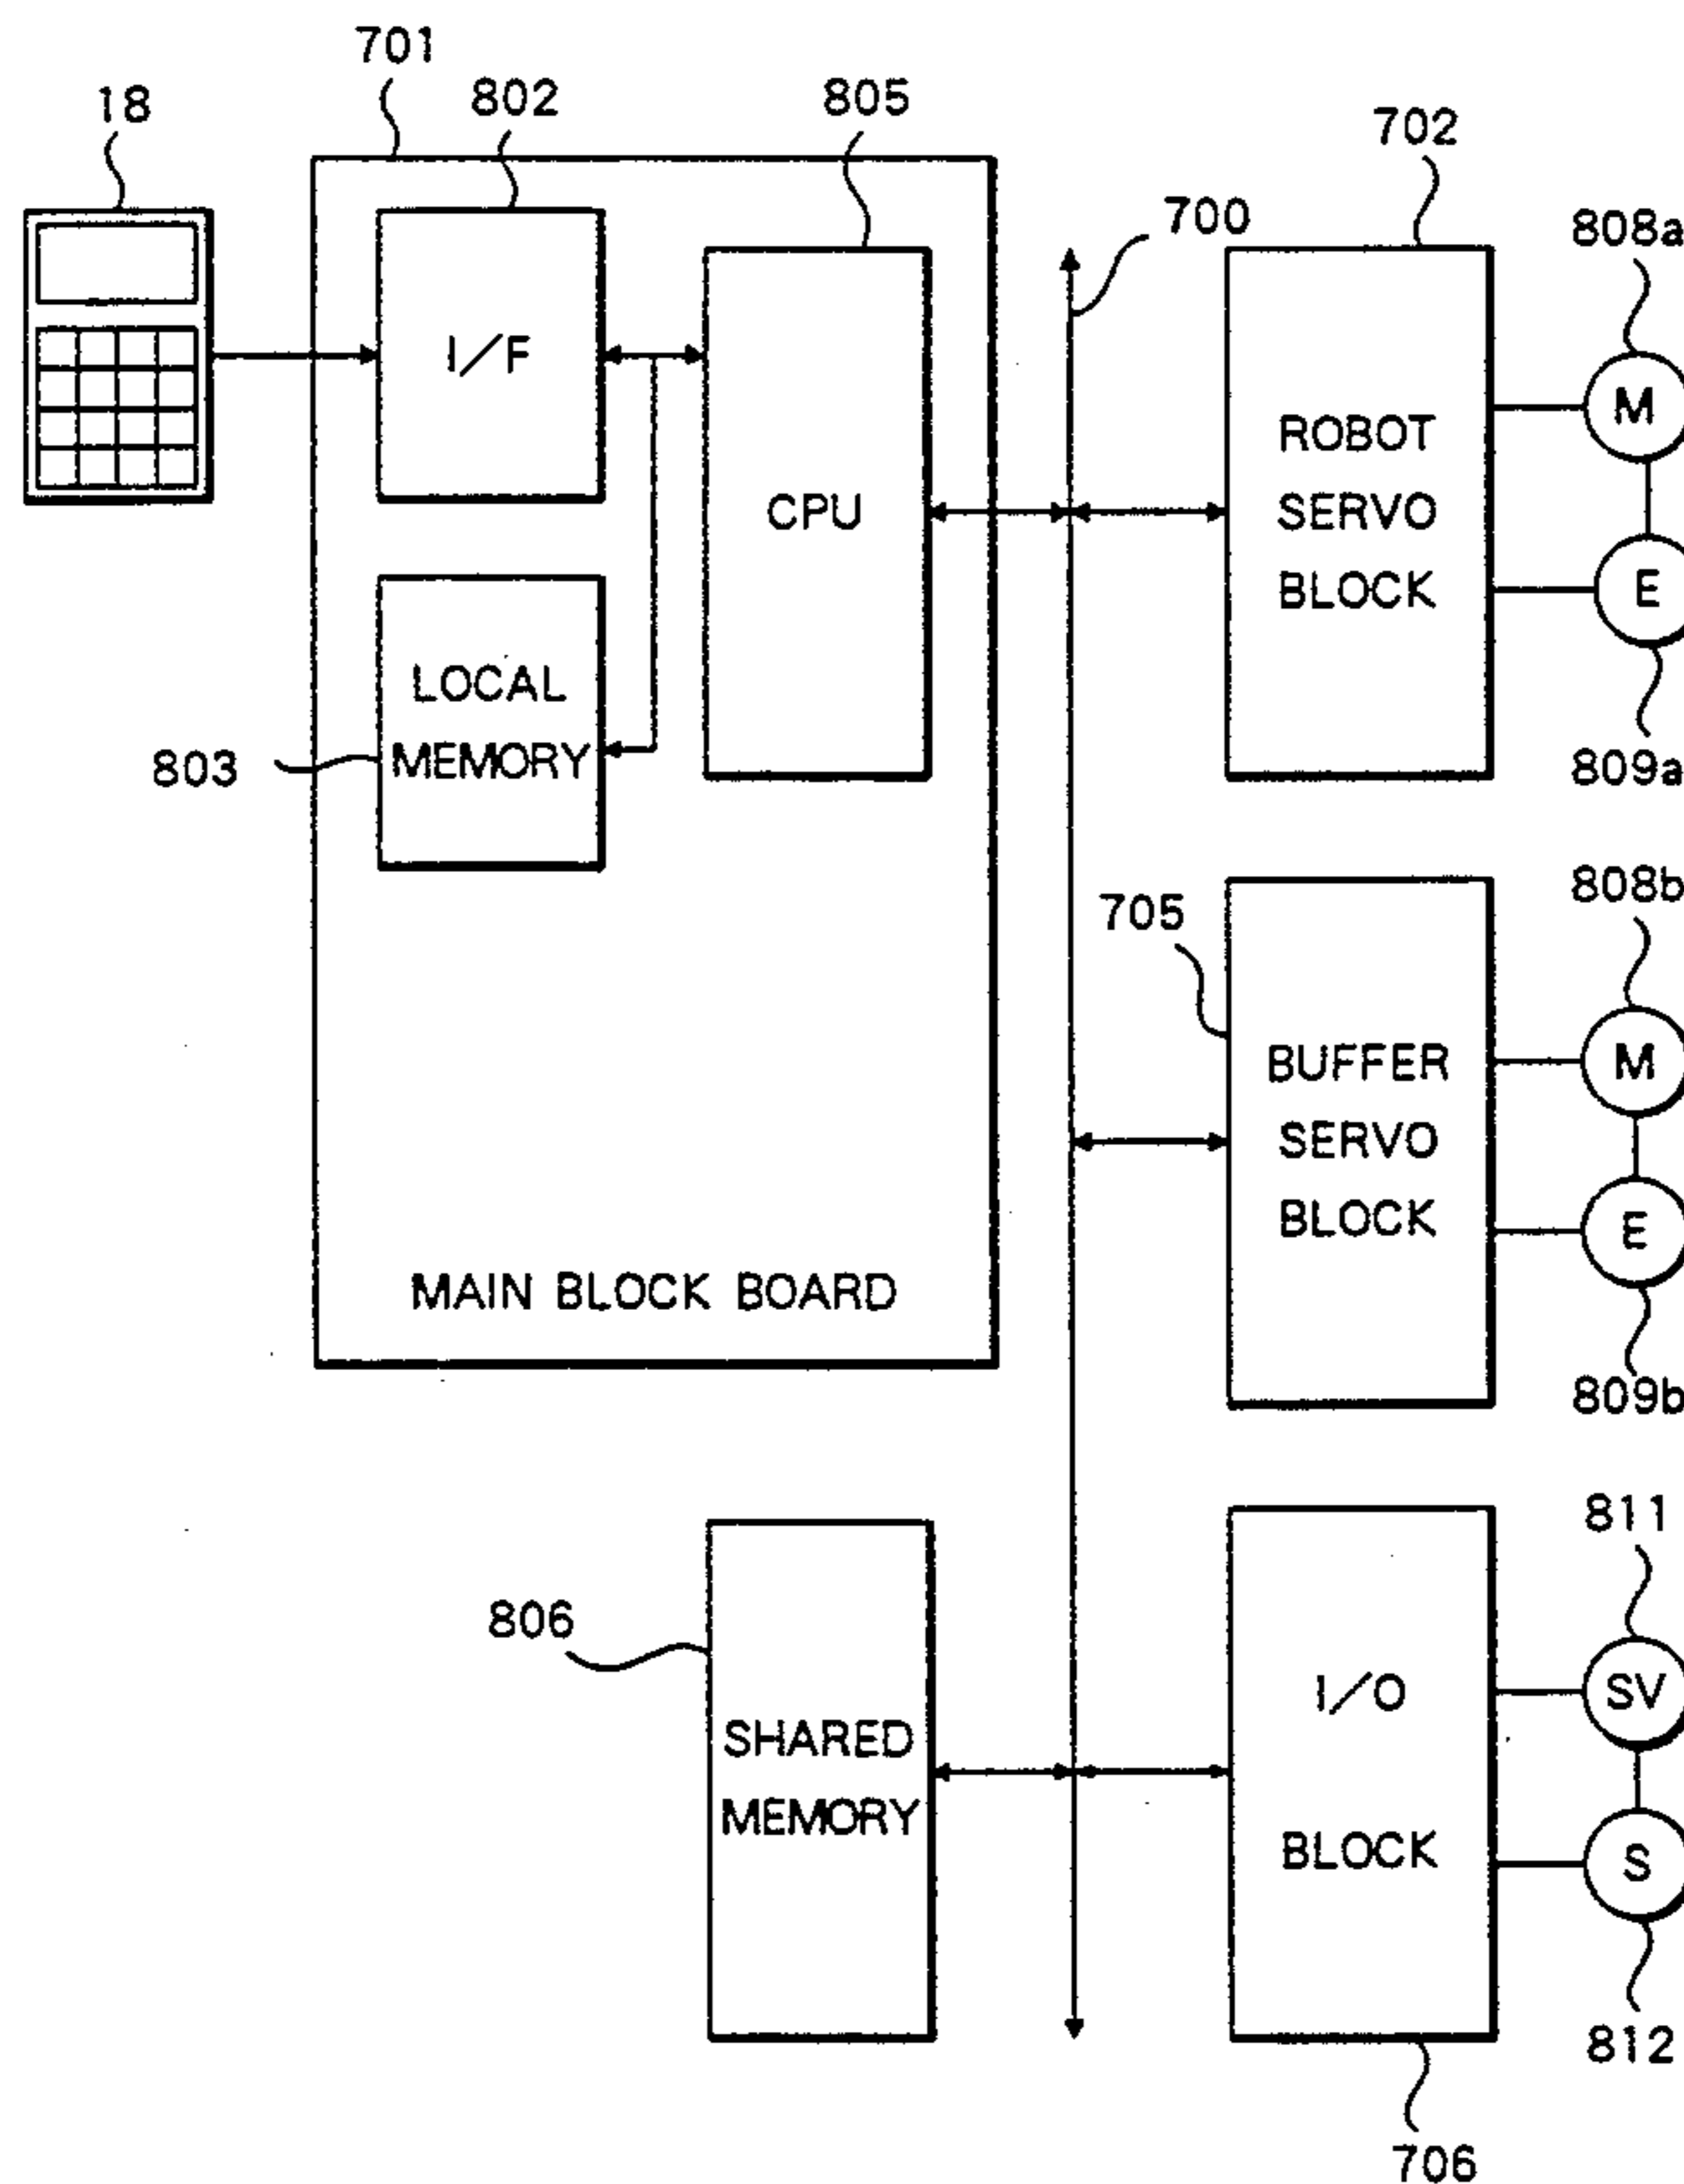 701
802
805
18
702
700
808a
I/F
M
ROBOT
SERVO
BLOCK
CPU
E
LOCAL
MEMORY
803
809a
808b
705
BUFFER
SERVO
BLOCK
M
E
MAIN BLOCK BOARD
809b
811
806
I/O
BLOCK
SV
SHARED
MEMORY
S
812
706